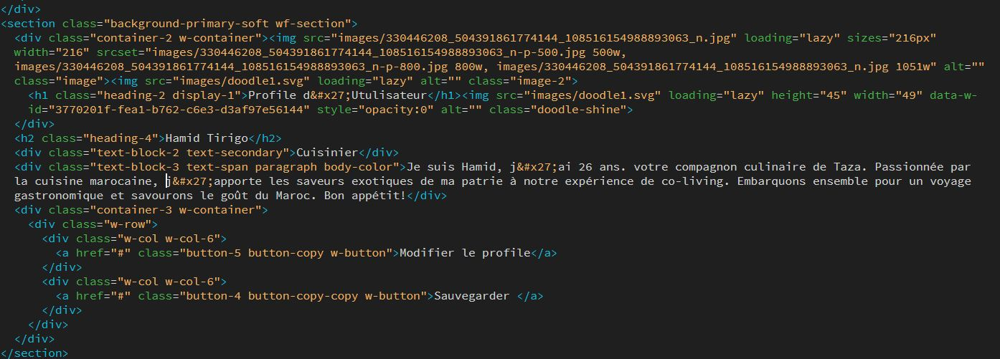 </div>
<section class="background-primary-soft wf-section">
<div class="container-2 w-container"><img src="images/330446208_504391861774144_108516154988893063_n.jpg" loading="lazy" sizes="216px"
width="216" srcset="images/330446208_504391861774144_108516154988893063_n-p-500.jpg 500w,
images/330446208_504391861774144_108516154988893063_n-p-800.jpg 800w, images/330446208_504391861774144_108516154988893063_n.jpg 1051w" alt=""
class="image"><img src="images/doodle1.svg" loading="lazy" alt="" class="image-2">
<h1 class="heading-2 display-1">Profile d&#x27;Utulisateur</h1><img src="images/doodle1.svg" loading="lazy" height="45" width="49" data-w-
id="3770201f-fea1-b762-c6e3-d3af97e56144" style="opacity:0" alt="" class="doodle-shine">
</div>
<h2 class="heading-4">Hamid Tirigo</h2>
<div class="text-block-2 text-secondary">Cuisinier</div>
<div class="text-block-3 text-span paragraph body-color">Je suis Hamid, j&#x27;ai 26 ans. votre compagnon culinaire de Taza. Passionnée par
la cuisine marocaine, j&#x27;apporte les saveurs exotiques de ma patrie à notre expérience de co-living. Embarquons ensemble pour un voyage
gastronomique et savourons le goût du Maroc. Bon appétit!</div>
<div class="container-3 w-container">
<div class="w-row">
<div class="w-col w-col-6">
<a href="#" class="button-5 button-copy w-button">Modifier le profile</a>
</div>
<div class="w-col w-col-6">
<a href="#" class="button-4 button-copy-copy w-button">Sauvegarder </a>
</div>
</div>
</div>
</section>